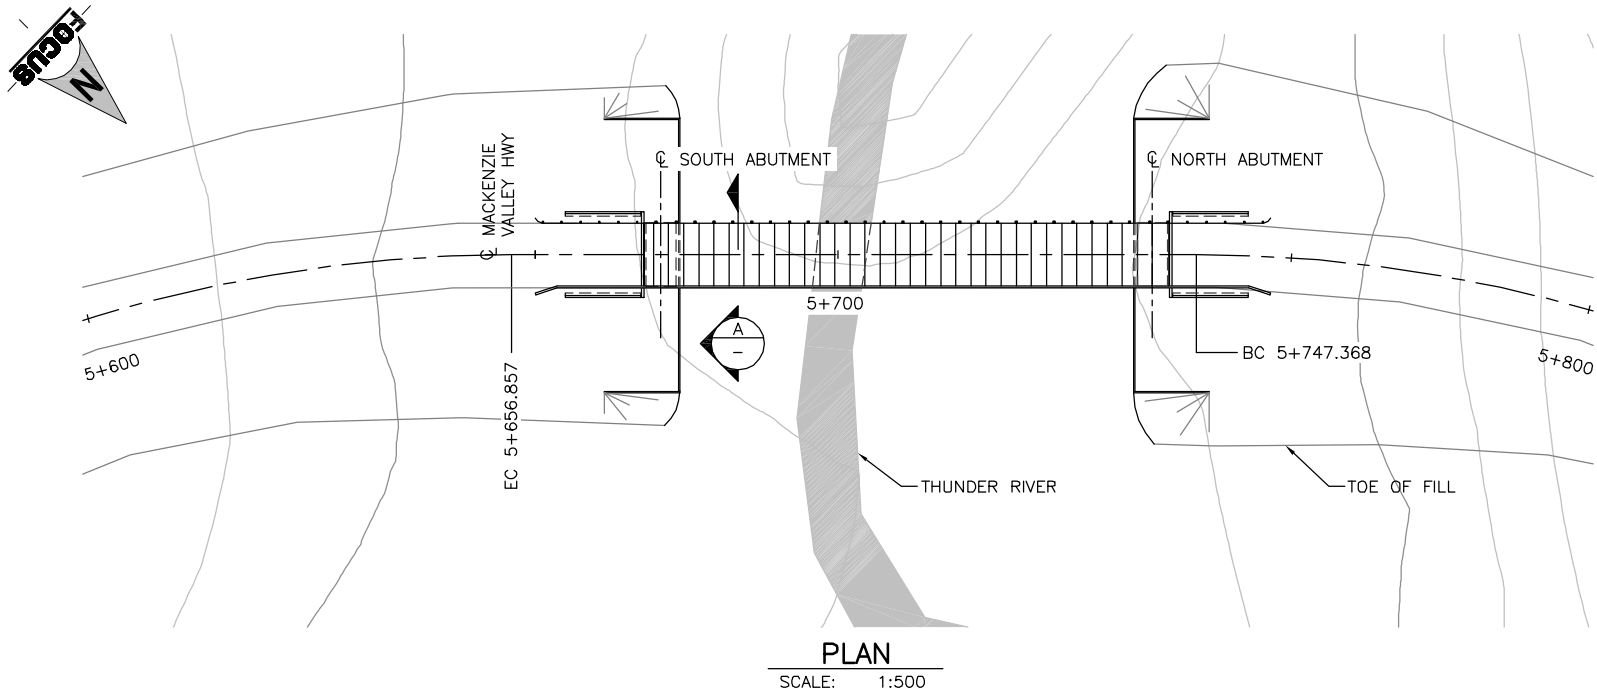 FOCUS
N
℄ MACKENZIE
VALLEY HWY
℄ SOUTH ABUTMENT
℄ NORTH ABUTMENT
5+700
A
–
BC 5+747.368
5+600
5+800
EC 5+656.857
THUNDER RIVER
TOE OF FILL
PLAN
SCALE: 1:500